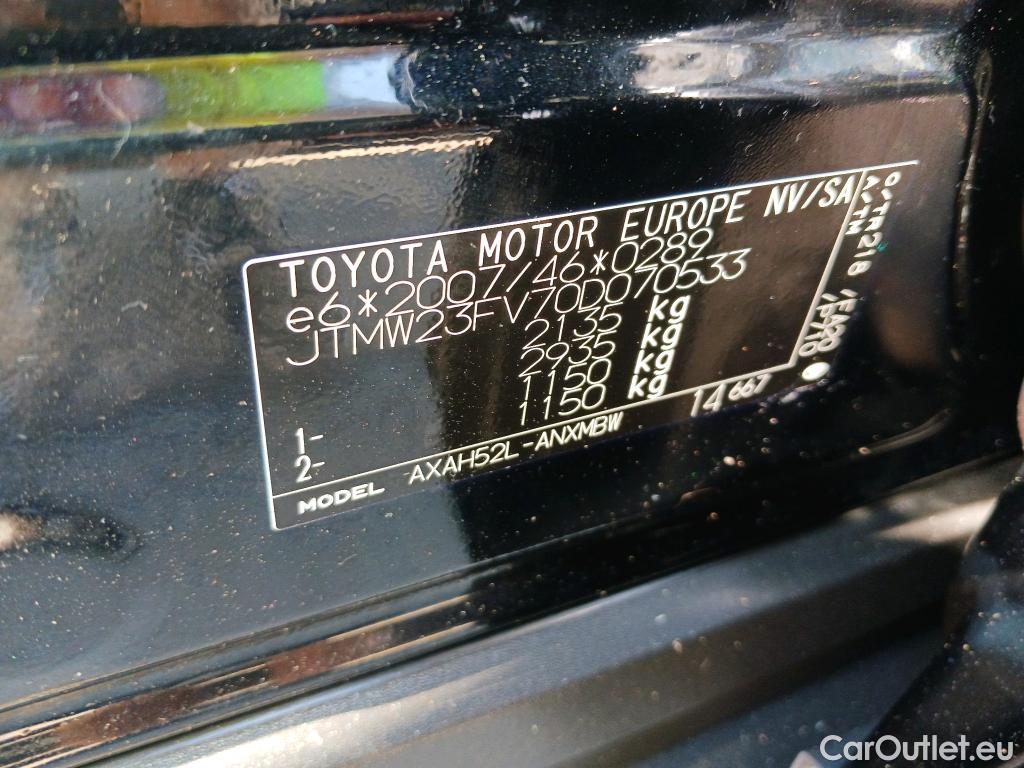 TOYOTA MOTOR EUROPE NV/SA
e6*2007/46*0289
JTMW23FV70D070533
2135 kg
2935 kg
1- 1150 kg
2- 1150 kg
MODEL AXAH52L-ANXMBW
14 667
CarOutlet.eu